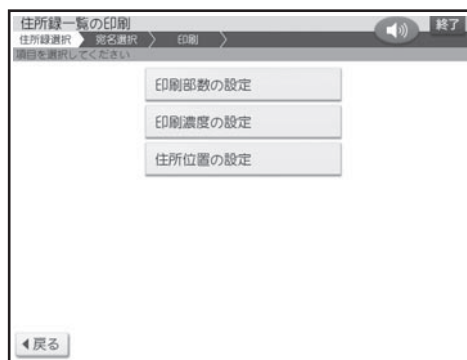 住所録一覧の印刷
終了
住所録選択 宛名選択 印刷
項目を選択してください
印刷部数の設定
印刷濃度の設定
住所位置の設定
戻る